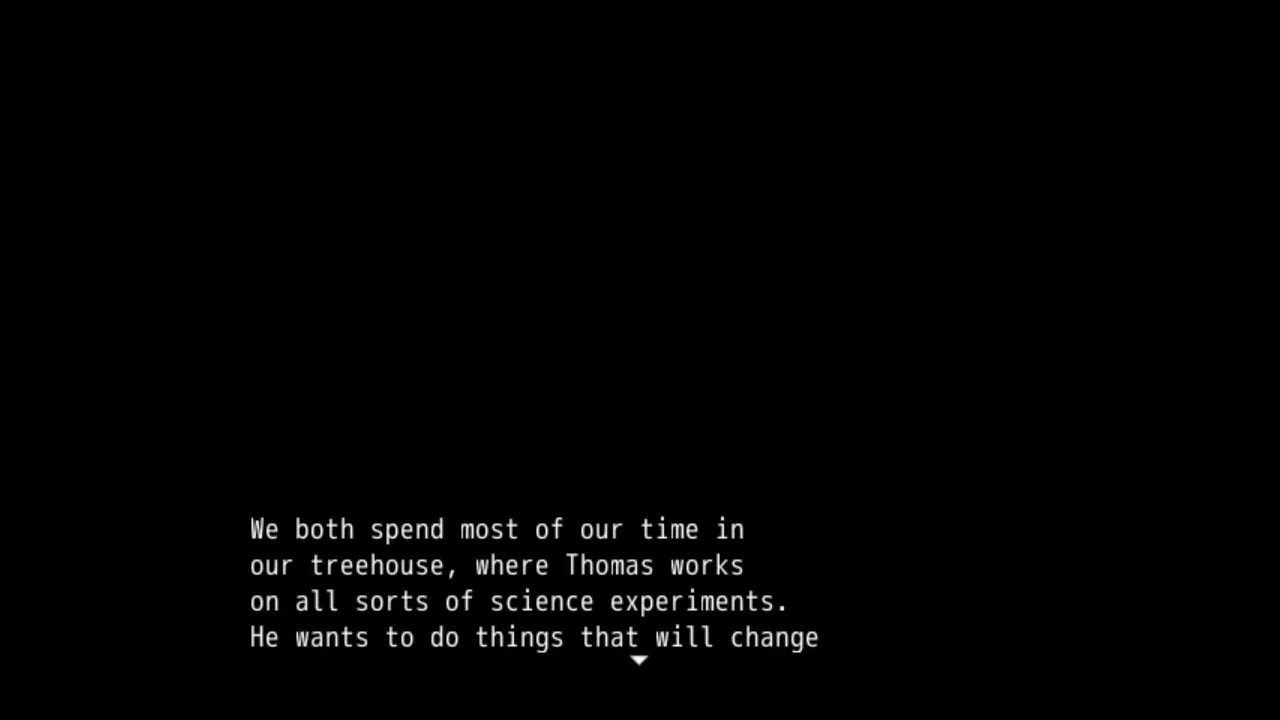 We both spend most of our time in
our treehouse, where Thomas works
on all sorts of science experiments.
He wants to do things that will change